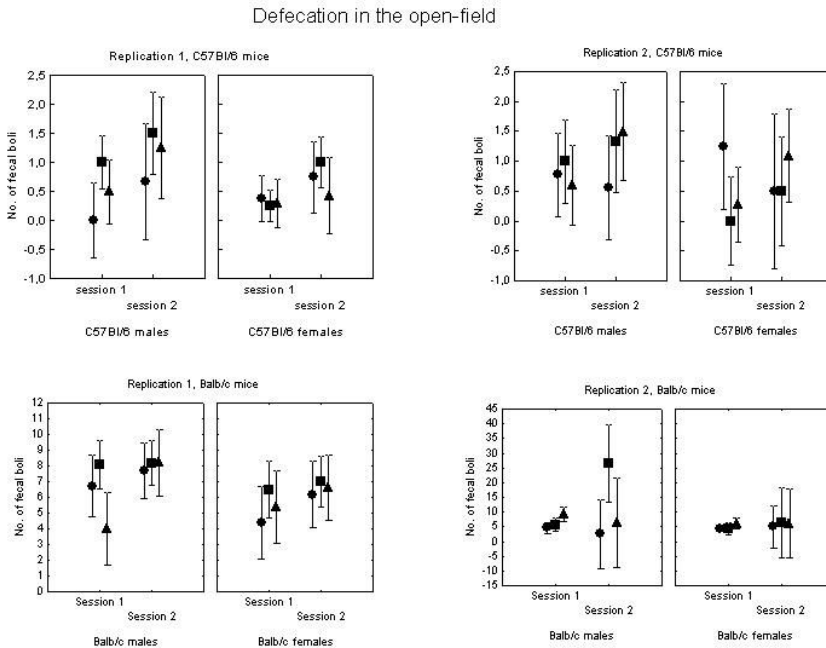 Defecation in the open-field
Replication 1, C57Bl/6 mice
No. of fecal boli
2,5
2,0
1,5
1,0
0,5
0,0
-0,5
-1,0
session 1
session 2
session 1
session 2
C57Bl/6 males
C57Bl/6 females
Replication 2, C57Bl/6 mice
No. of fecal boli
2,5
2,0
1,5
1,0
0,5
0,0
-0,5
-1,0
session 1
session 2
session 1
session 2
C57Bl/6 males
C57Bl/6 females
Replication 1, Balb/c mice
No. of fecal boli
12
11
10
9
8
7
6
5
4
3
2
1
0
Session 1
Session 2
Session 1
Session 2
Balb/c males
Balb/c females
Replication 2, Balb/c mice
No. of fecal boli
45
40
35
30
25
20
15
10
5
0
-5
-10
-15
Session 1
Session 2
Session 1
Session 2
Balb/c males
Balb/c females